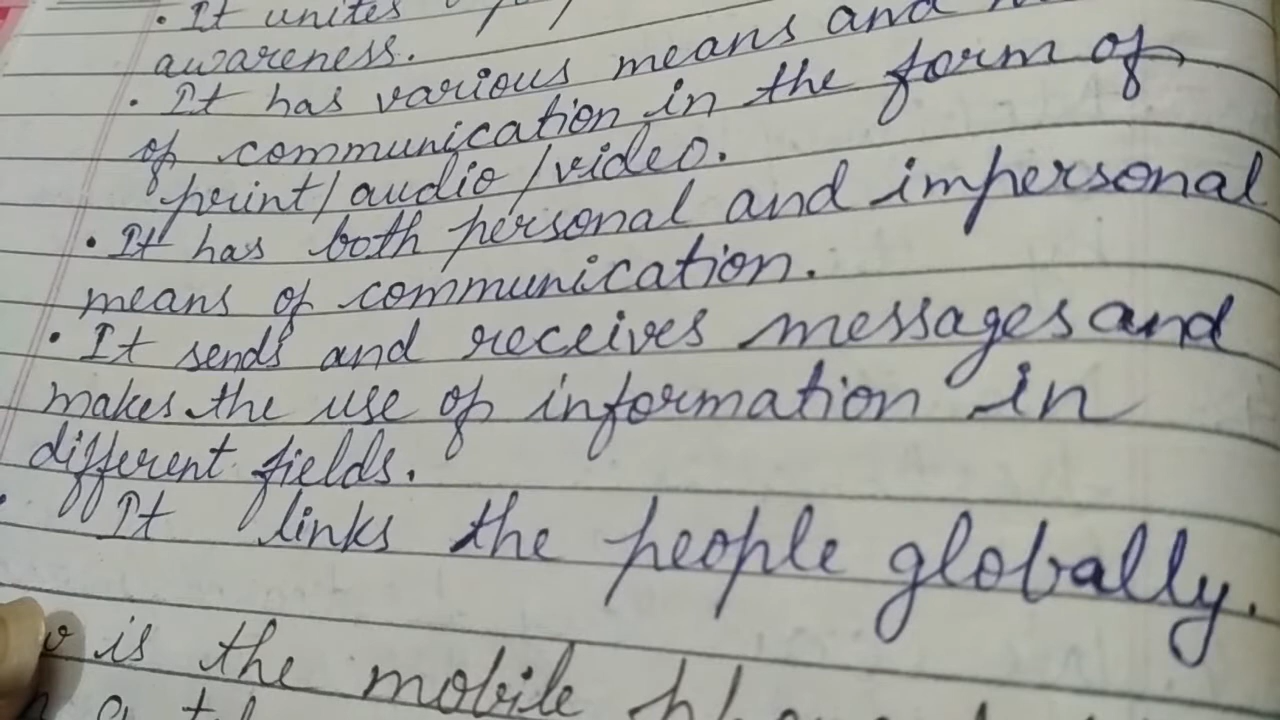 • It unites
awareness.
• It has various means and
of communication in the form of
print/audio/video.
• It has both personal and impersonal
means of communication.
• It sends and receives messages and
makes the use of information in
different fields.
• It links the people globally.
is the mobile